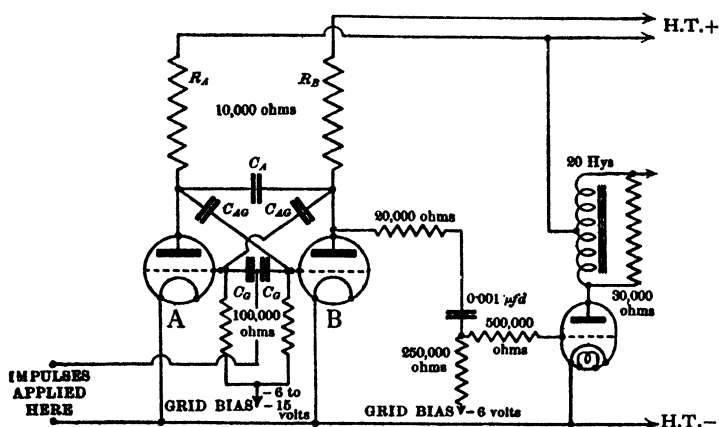 H.T.+
R_A
R_B
10,000 ohms
C_A
20 Hys
C_AG
C_AG
20,000 ohms
C_G
C_G
A
100,000
ohms
B
0·001 μfd
30,000
ohms
500,000
ohms
250,000
ohms
IMPULSES
APPLIED
HERE
GRID BIAS
-6 to
-15
volts
GRID BIAS
-6 volts
H.T.-